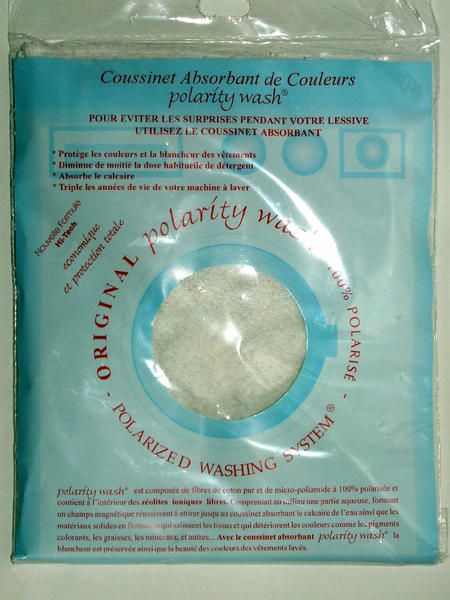 Coussinet Absorbant de Couleurs
polarity wash®
POUR EVITER LES SURPRISES PENDANT VOTRE LESSIVE
UTILISEZ LE COUSSINET ABSORBANT
* Protège les couleurs et la blancheur des vêtements
* Diminue de moitié la dose habituelle de détergent
* Absorbe le calcaire
* Triple les années de vie de votre machine à laver
Nouvelle Formule
Hi-Tech
economique
et protection totale
- ORIGINAL polarity wash 100% POLARISÉ -
POLARIZED WASHING SYSTEM®
polarity wash® est composée de fibres de coton pur et de micro-poliamide à 100% polarisée et
contient à l'intérieur des zéolites ioniques libres. Comprenant au milieu une partie aqueuse, formant
un champs magnétique réussissant à attirer jusqu au coussinet absorbant le calcaire de l'eau ainsi que les
matériaux solides en flottaison qui salissent les tissus et qui détériorent les couleurs comme les pigments
colorants, les graisses, les mineraux, et autres... Avec le coussinet absorbant polarity wash® la
blancheur est préservée ainsi que la beauté des couleurs des vêtements lavés.